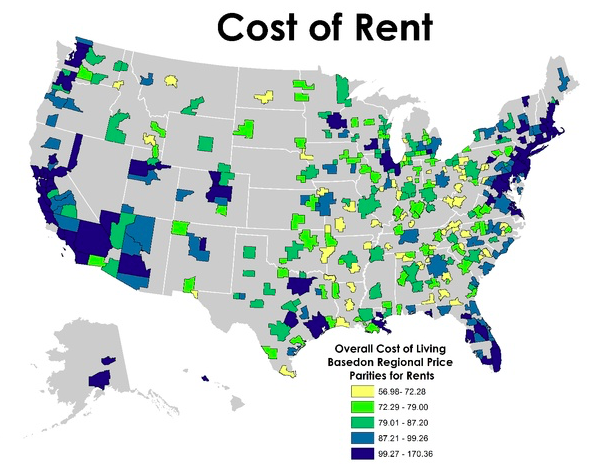 Cost of Rent
Overall Cost of Living
Basedon Regional Price
Parities for Rents
56.98- 72.28
72.29 - 79.00
79.01 - 87.20
87.21 - 99.26
99.27 - 170.36